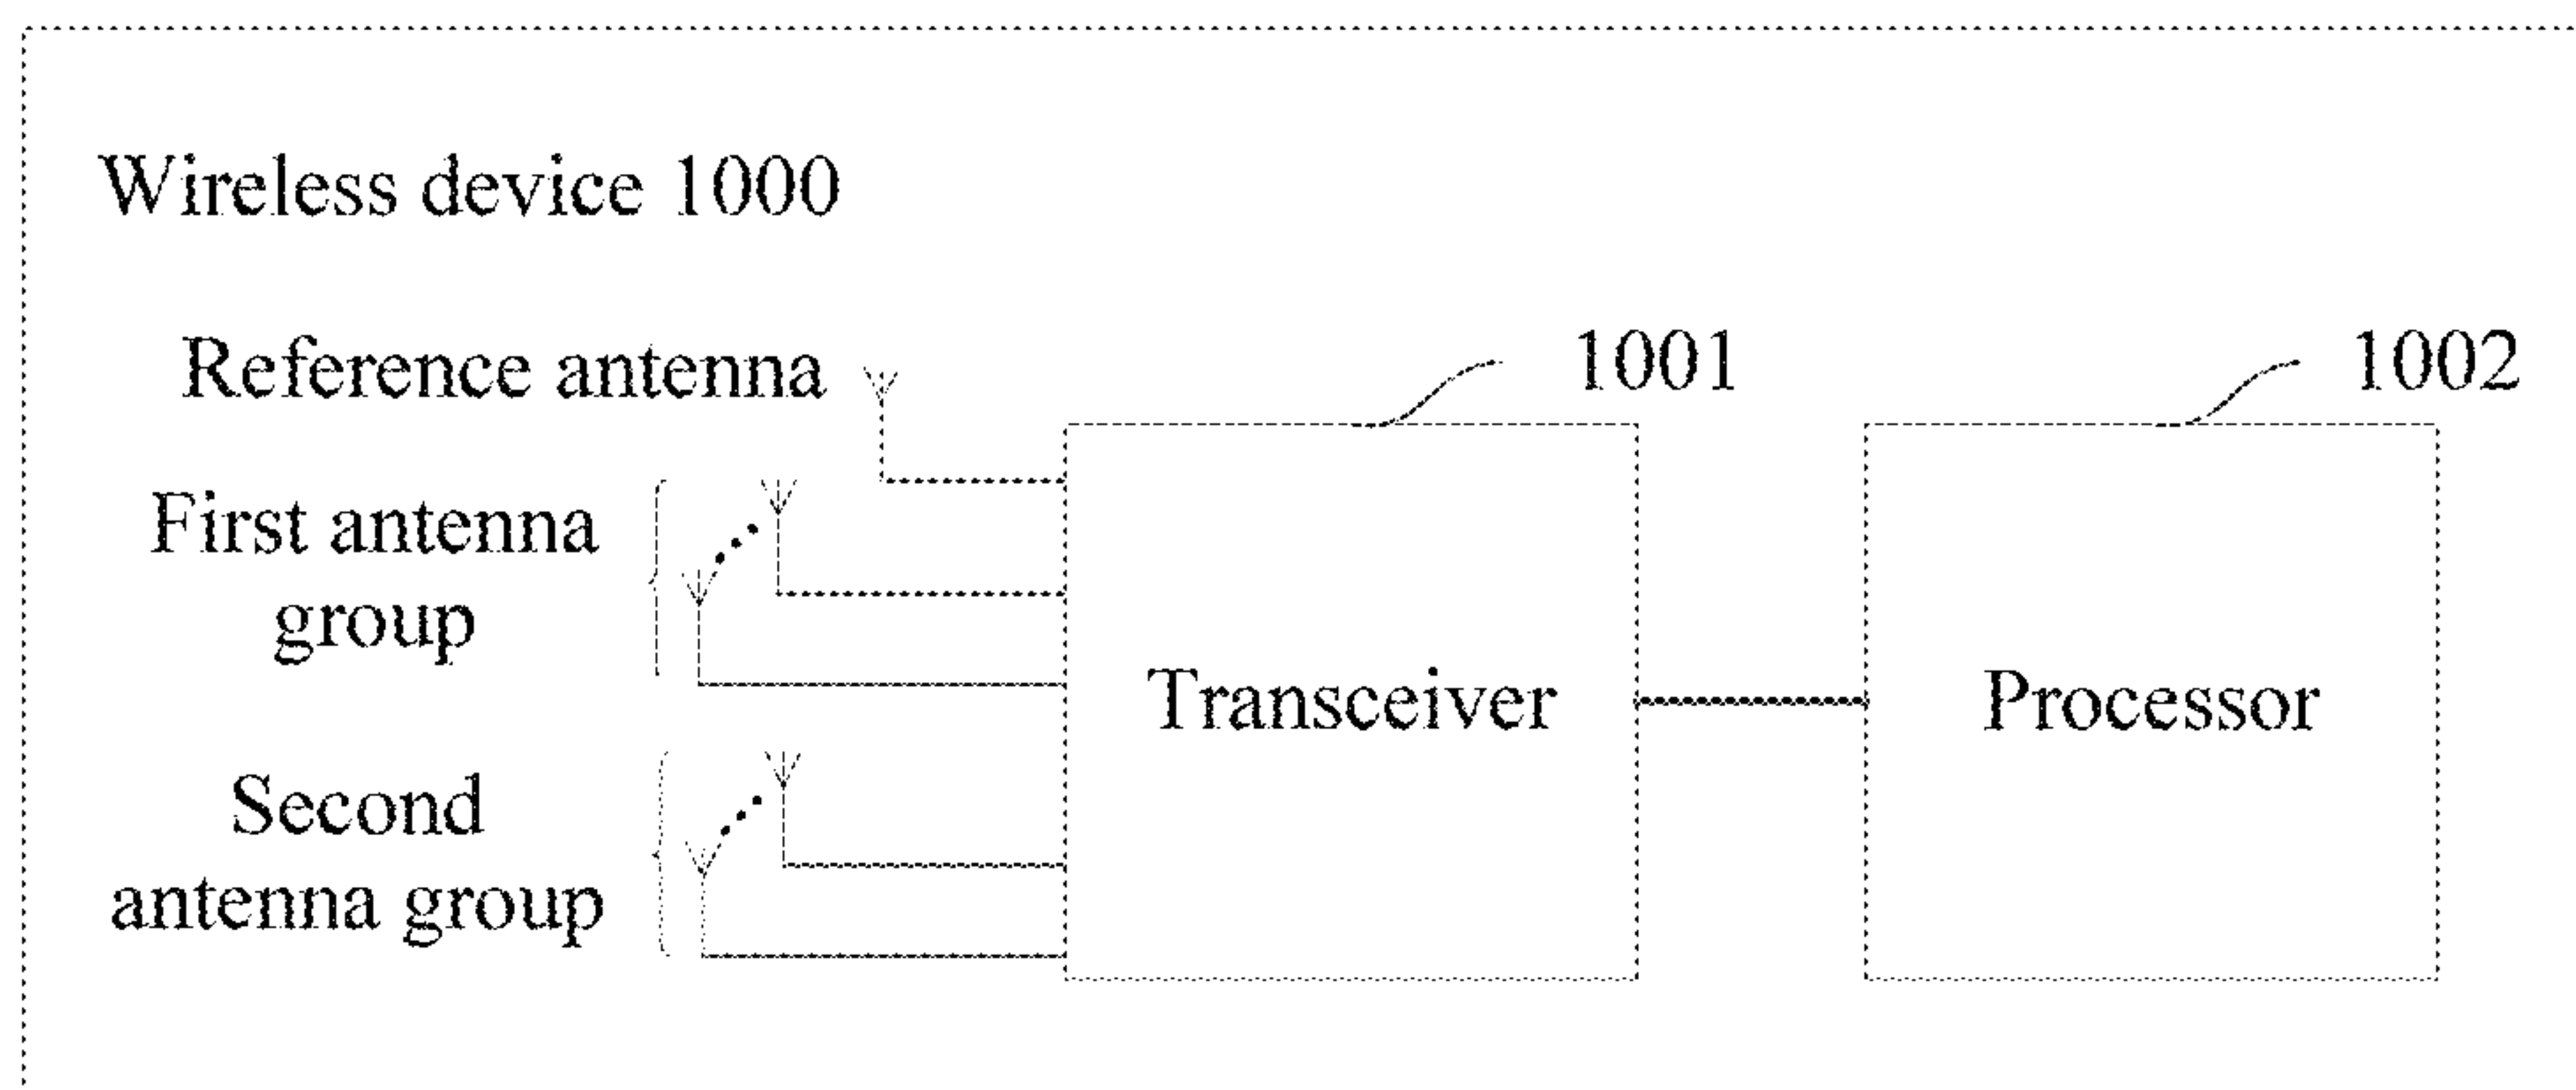 Wireless device 1000
Reference antenna
1001
1002
First antenna
group
Transceiver
Processor
Second
antenna group